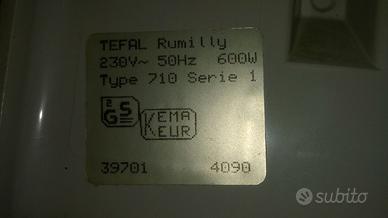 TEFAL Rumilly
230V~ 50Hz 600W
Type 710 Serie 1
GS
KEMA
KEUR
39701 4090
subito